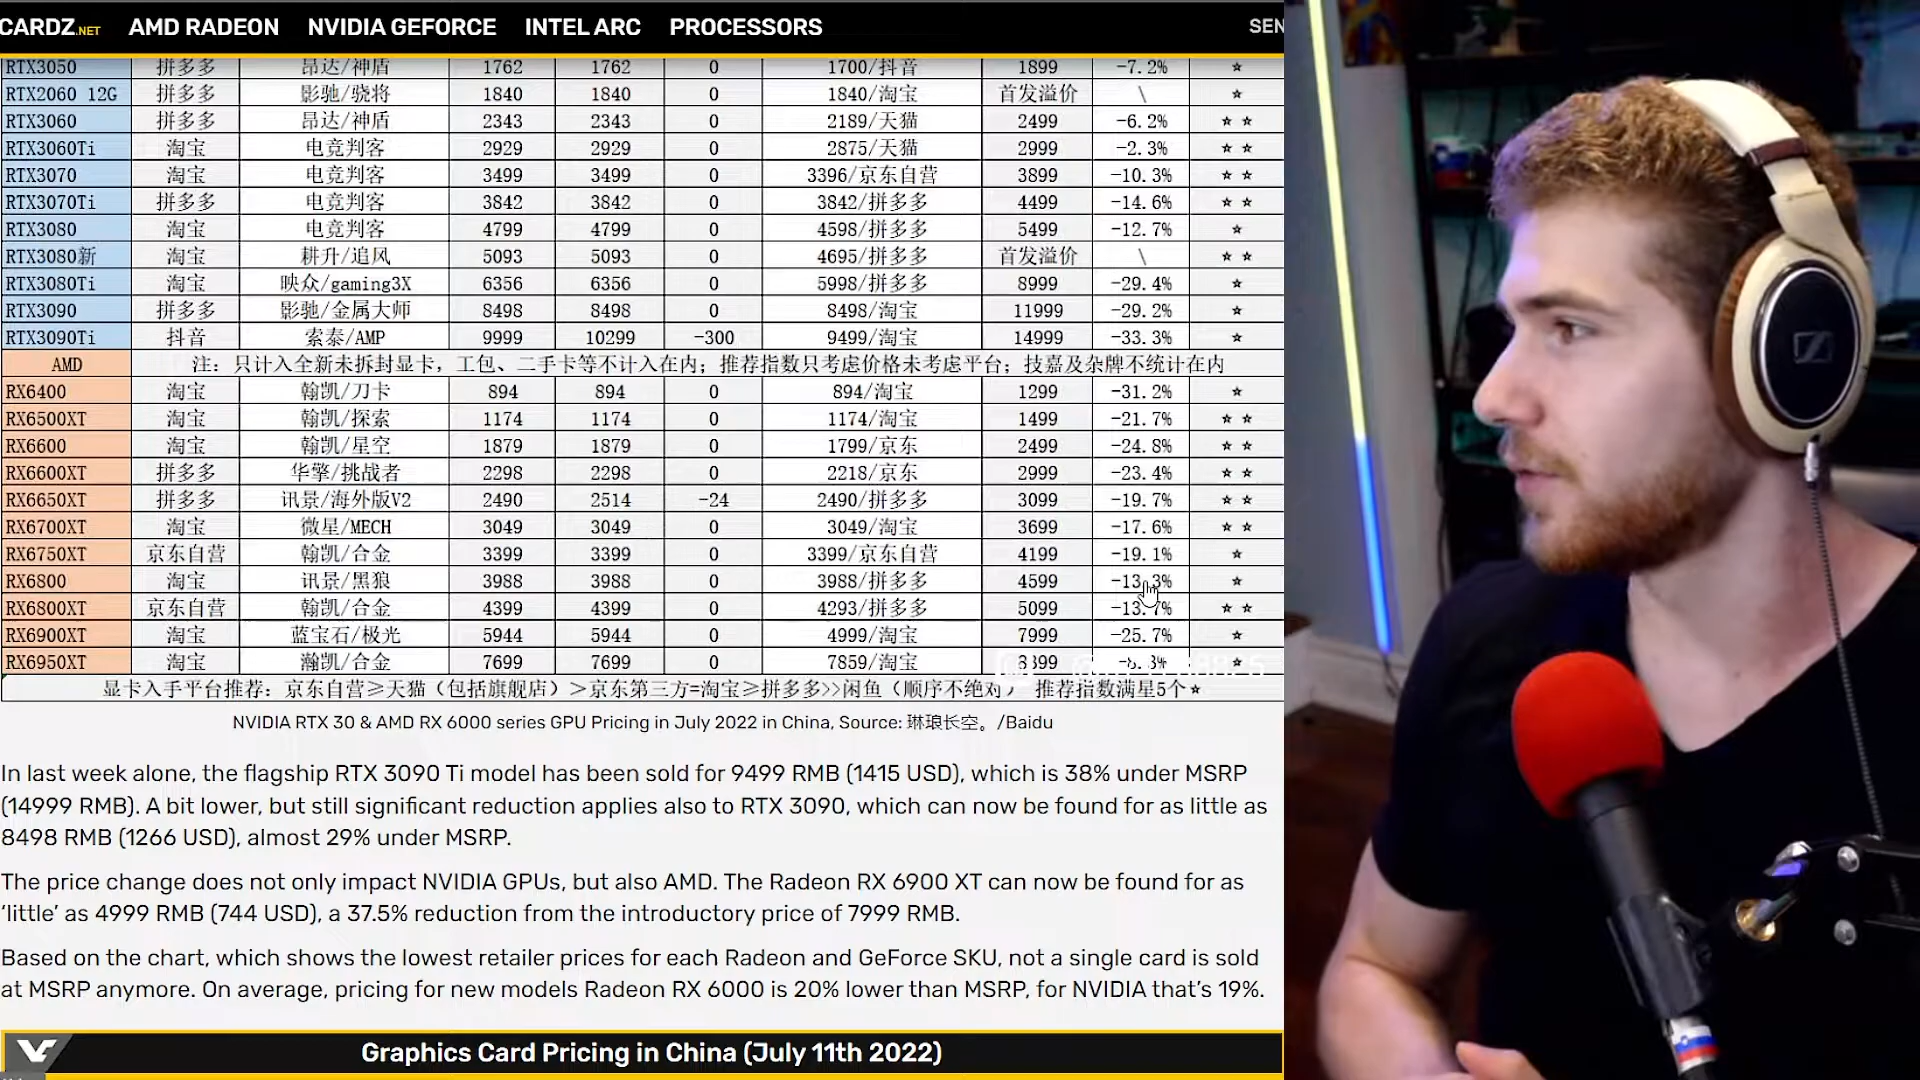 CARDZ.NET AMD RADEON NVIDIA GEFORCE INTEL ARC PROCESSORS SEN
RTX3050 拼多多 昂达/神盾 1762 1762 0 1700/抖音 1899 -7.2% ★
RTX2060 12G 拼多多 影驰/骁将 1840 1840 0 1840/淘宝 首发溢价 \ ★
RTX3060 拼多多 昂达/神盾 2343 2343 0 2189/天猫 2499 -6.2% ★ ★
RTX3060Ti 淘宝 电竞判客 2929 2929 0 2875/天猫 2999 -2.3% ★ ★
RTX3070 淘宝 电竞判客 3499 3499 0 3396/京东自营 3899 -10.3% ★ ★
RTX3070Ti 拼多多 电竞判客 3842 3842 0 3842/拼多多 4499 -14.6% ★ ★
RTX3080 淘宝 电竞判客 4799 4799 0 4598/拼多多 5499 -12.7% ★
RTX3080新 淘宝 耕升/追风 5093 5093 0 4695/拼多多 首发溢价 \ ★ ★
RTX3080Ti 淘宝 映众/gaming3X 6356 6356 0 5998/拼多多 8999 -29.4% ★
RTX3090 拼多多 影驰/金属大师 8498 8498 0 8498/淘宝 11999 -29.2% ★
RTX3090Ti 抖音 索泰/AMP 9999 10299 -300 9499/淘宝 14999 -33.3% ★
AMD 注：只计入全新未拆封显卡，工包、二手卡等不计入在内；推荐指数只考虑价格未考虑平台；技嘉及杂牌不统计在内
RX6400 淘宝 翰凯/刀卡 894 894 0 894/淘宝 1299 -31.2% ★
RX6500XT 淘宝 翰凯/探索 1174 1174 0 1174/淘宝 1499 -21.7% ★ ★
RX6600 淘宝 翰凯/星空 1879 1879 0 1799/京东 2499 -24.8% ★ ★
RX6600XT 拼多多 华擎/挑战者 2298 2298 0 2218/京东 2999 -23.4% ★ ★
RX6650XT 拼多多 讯景/海外版V2 2490 2514 -24 2490/拼多多 3099 -19.7% ★ ★
RX6700XT 淘宝 微星/MECH 3049 3049 0 3049/淘宝 3699 -17.6% ★ ★
RX6750XT 京东自营 翰凯/合金 3399 3399 0 3399/京东自营 4199 -19.1% ★
RX6800 淘宝 讯景/黑狼 3988 3988 0 3988/拼多多 4599 -13.3% ★
RX6800XT 京东自营 翰凯/合金 4399 4399 0 4293/拼多多 5099 -13.7% ★ ★
RX6900XT 淘宝 蓝宝石/极光 5944 5944 0 4999/淘宝 7999 -25.7% ★
RX6950XT 淘宝 瀚凯/合金 7699 7699 0 7859/淘宝 ★
显卡入手平台推荐：京东自营≥天猫（包括旗舰店）>京东第三方=淘宝≥拼多多>>闲鱼（顺序不绝对） 推荐指数满星5个★
NVIDIA RTX 30 & AMD RX 6000 series GPU Pricing in July 2022 in China, Source: 琳琅长空。/Baidu
In last week alone, the flagship RTX 3090 Ti model has been sold for 9499 RMB (1415 USD), which is 38% under MSRP
(14999 RMB). A bit lower, but still significant reduction applies also to RTX 3090, which can now be found for as little as
8498 RMB (1266 USD), almost 29% under MSRP.
The price change does not only impact NVIDIA GPUs, but also AMD. The Radeon RX 6900 XT can now be found for as
‘little’ as 4999 RMB (744 USD), a 37.5% reduction from the introductory price of 7999 RMB.
Based on the chart, which shows the lowest retailer prices for each Radeon and GeForce SKU, not a single card is sold
at MSRP anymore. On average, pricing for new models Radeon RX 6000 is 20% lower than MSRP, for NVIDIA that’s 19%.
Graphics Card Pricing in China (July 11th 2022)